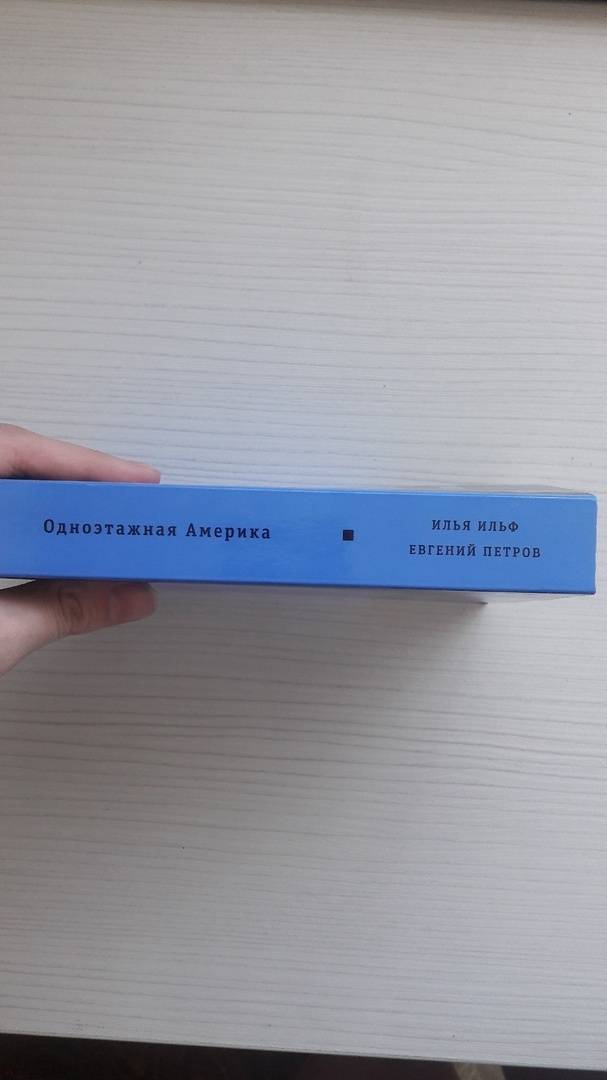 Одноэтажная Америка
ИЛЬЯ ИЛЬФ
ЕВГЕНИЙ ПЕТРОВ